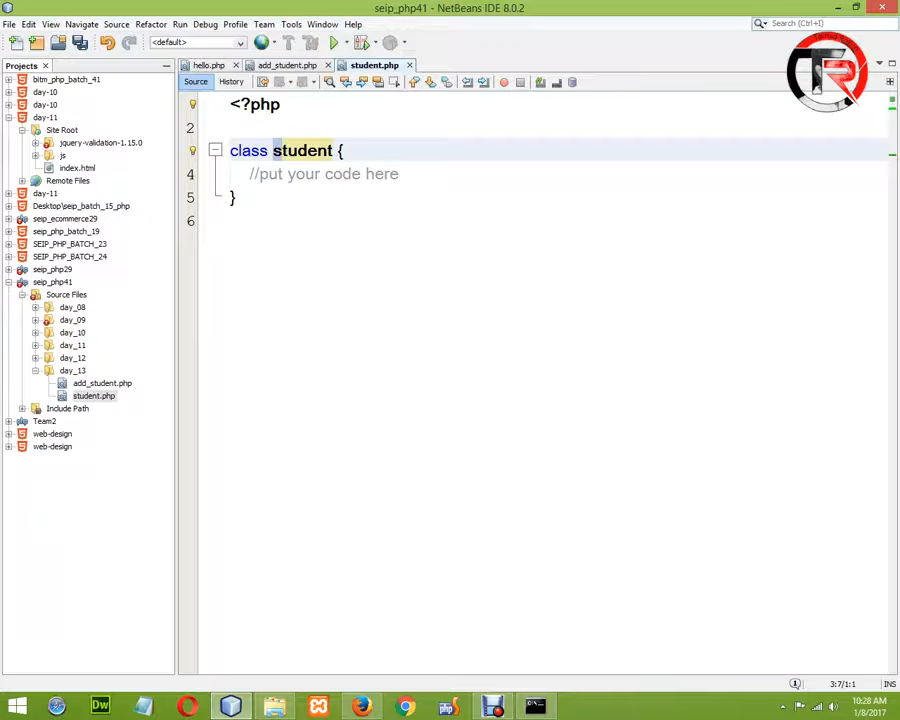 seip_php41 - NetBeans IDE 8.0.2
File Edit View Navigate Source Refactor Run Debug Profile Team Tools Window Help
Search (Ctrl+I)
<default>
Projects
hello.php add_student.php student.php
Source History
bitm_php_batch_41
day-10
day-10
day-11
Site Root
jquery-validation-1.15.0
js
index.html
Remote Files
day-11
Desktop\seip_batch_15_php
seip_ecommerce29
seip_php_batch_19
SEIP_PHP_BATCH_23
SEIP_PHP_BATCH_24
seip_php29
seip_php41
Source Files
day_08
day_09
day_10
day_11
day_12
day_13
add_student.php
student.php
Include Path
Team2
web-design
web-design
<?php
2
class student {
4 //put your code here
5 }
6
TR
3:7/1:1 INS
Dw
php
10:28 AM
1/8/2017